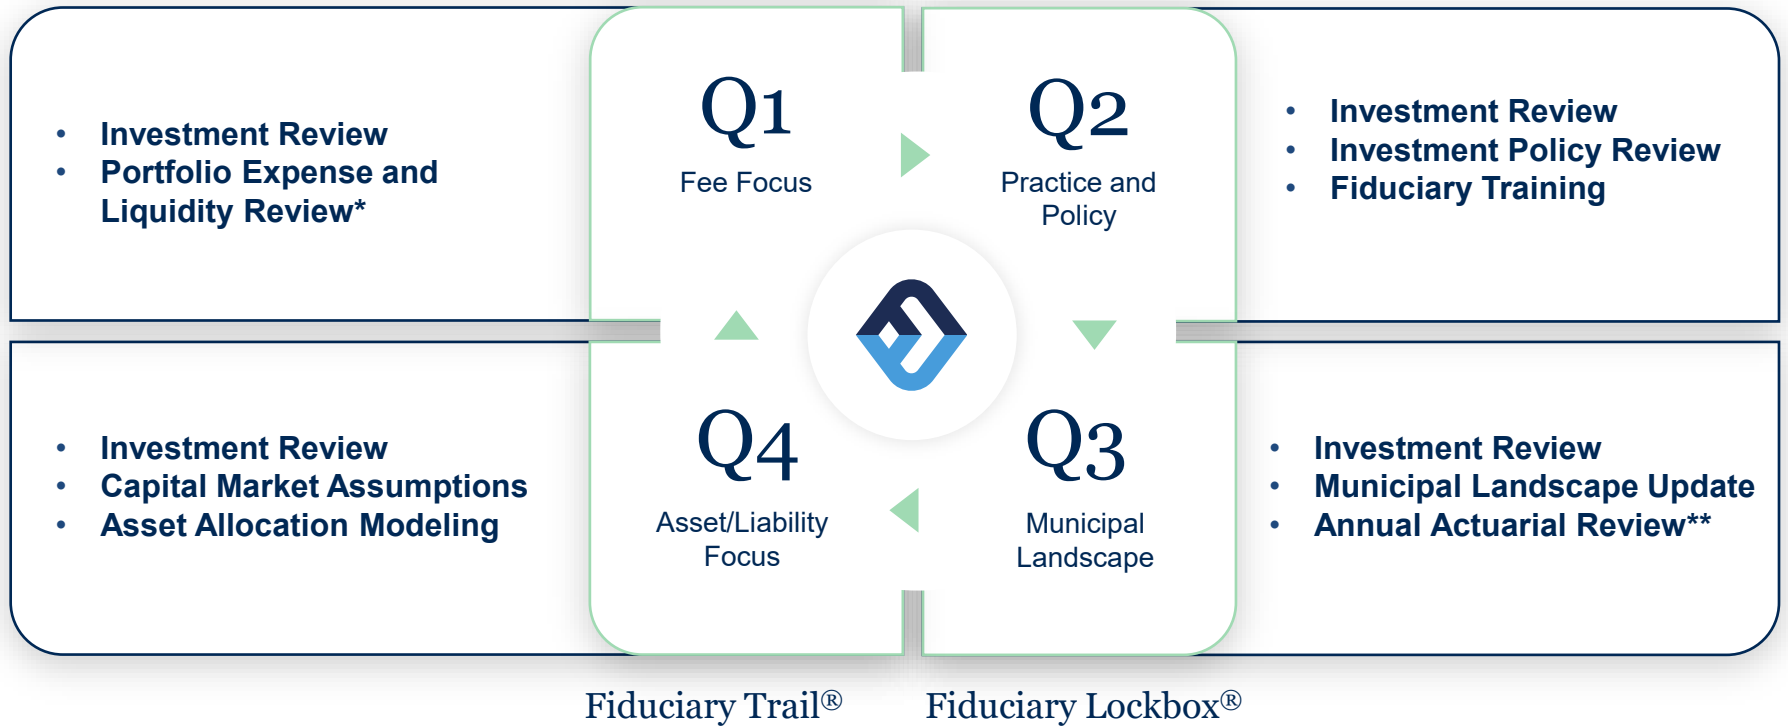 Q1
Fee Focus
• Investment Review
• Portfolio Expense and
Liquidity Review*
Q2
Practice and
Policy
• Investment Review
• Investment Policy Review
• Fiduciary Training
Q4
Asset/Liability
Focus
• Investment Review
• Capital Market Assumptions
• Asset Allocation Modeling
Q3
Municipal
Landscape
• Investment Review
• Municipal Landscape Update
• Annual Actuarial Review**
Fiduciary Trail®
Fiduciary Lockbox®